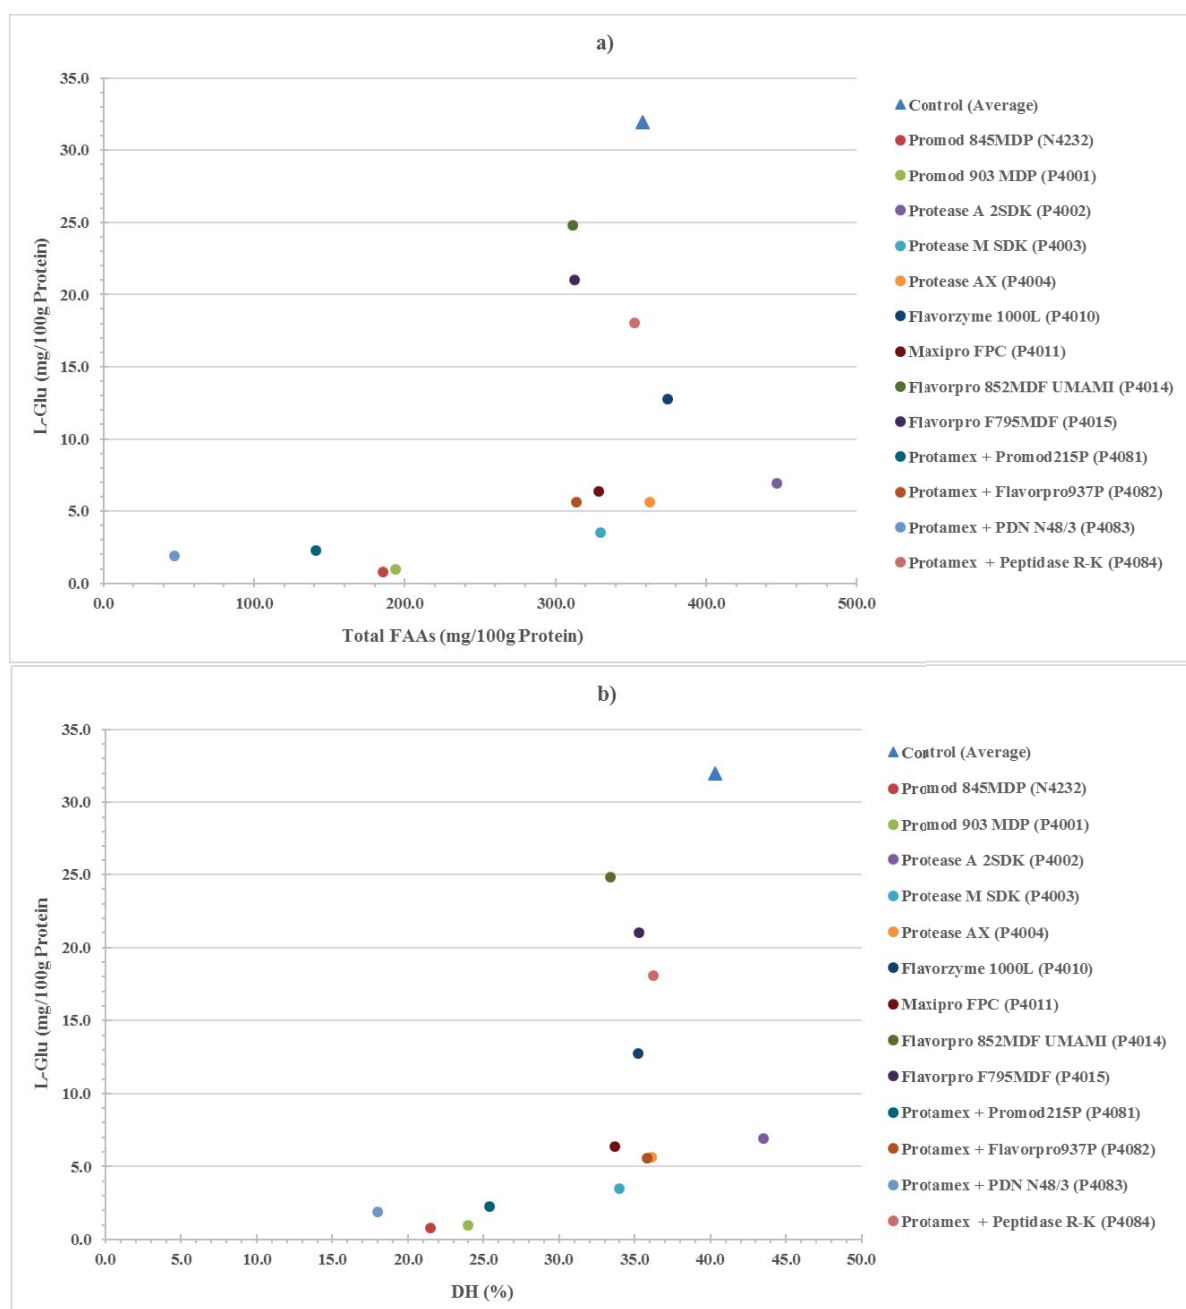 a)
35.0
30.0
25.0
20.0
15.0
10.0
5.0
0.0
L-Glu (mg/100g Protein)
0.0 100.0 200.0 300.0 400.0 500.0
Total FAAs (mg/100g Protein)
Control (Average)
Promod 845MDP (N4232)
Promod 903 MDP (P4001)
Protease A 2SDK (P4002)
Protease M SDK (P4003)
Protease AX (P4004)
Flavorzyme 1000L (P4010)
Maxipro FPC (P4011)
Flavorpro 852MDF UMAMI (P4014)
Flavorpro F795MDF (P4015)
Protamex + Promod215P (P4081)
Protamex + Flavorpro937P (P4082)
Protamex + PDN N48/3 (P4083)
Protamex + Peptidase R-K (P4084)
b)
35.0
30.0
25.0
20.0
15.0
10.0
5.0
0.0
L-Glu (mg/100g Protein
0.0 5.0 10.0 15.0 20.0 25.0 30.0 35.0 40.0 45.0 50.0
DH (%)
Control (Average)
Promod 845MDP (N4232)
Promod 903 MDP (P4001)
Protease A 2SDK (P4002)
Protease M SDK (P4003)
Protease AX (P4004)
Flavorzyme 1000L (P4010)
Maxipro FPC (P4011)
Flavorpro 852MDF UMAMI (P4014)
Flavorpro F795MDF (P4015)
Protamex + Promod215P (P4081)
Protamex + Flavorpro937P (P4082)
Protamex + PDN N48/3 (P4083)
Protamex + Peptidase R-K (P4084)